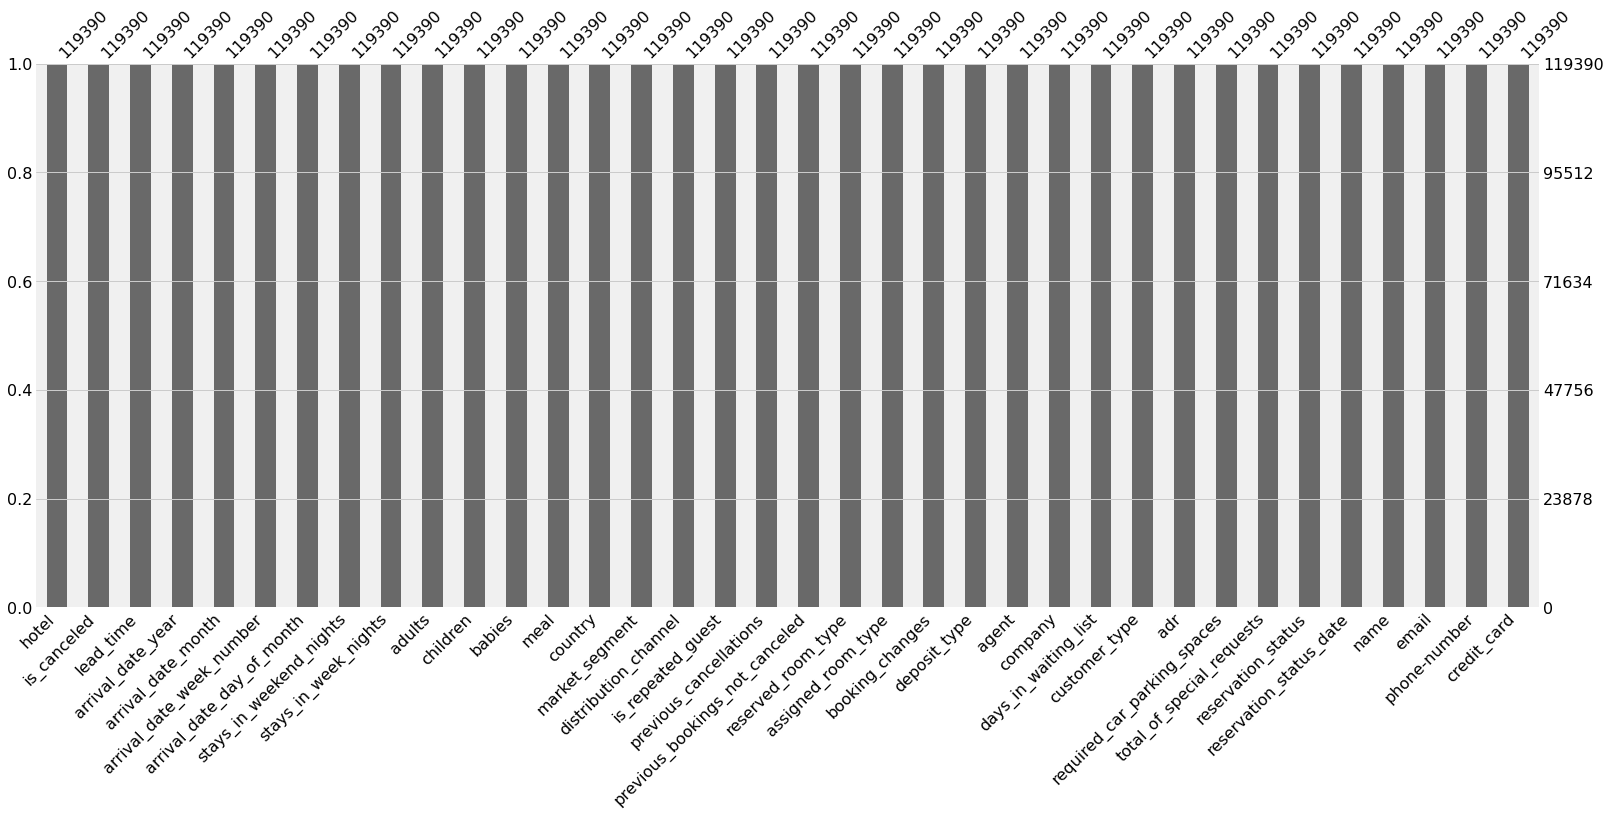 119390 119390 119390 119390 119390 119390 119390 119390 119390 119390 119390 119390 119390 119390 119390 119390 119390 119390 119390 119390 119390 119390 119390 119390 119390 119390 119390 119390 119390 119390 119390 119390 119390 119390 119390 119390
1.0 119390
0.8 95512
0.6 71634
0.4 47756
0.2 23878
0.0 0
hotel
is_canceled
lead_time
arrival_date_year
arrival_date_month
arrival_date_week_number
arrival_date_day_of_month
stays_in_weekend_nights
stays_in_week_nights
adults
children
babies
meal
country
market_segment
distribution_channel
is_repeated_guest
previous_cancellations
previous_bookings_not_canceled
reserved_room_type
assigned_room_type
booking_changes
deposit_type
agent
company
days_in_waiting_list
customer_type
adr
required_car_parking_spaces
total_of_special_requests
reservation_status
reservation_status_date
name
email
phone-number
credit_card